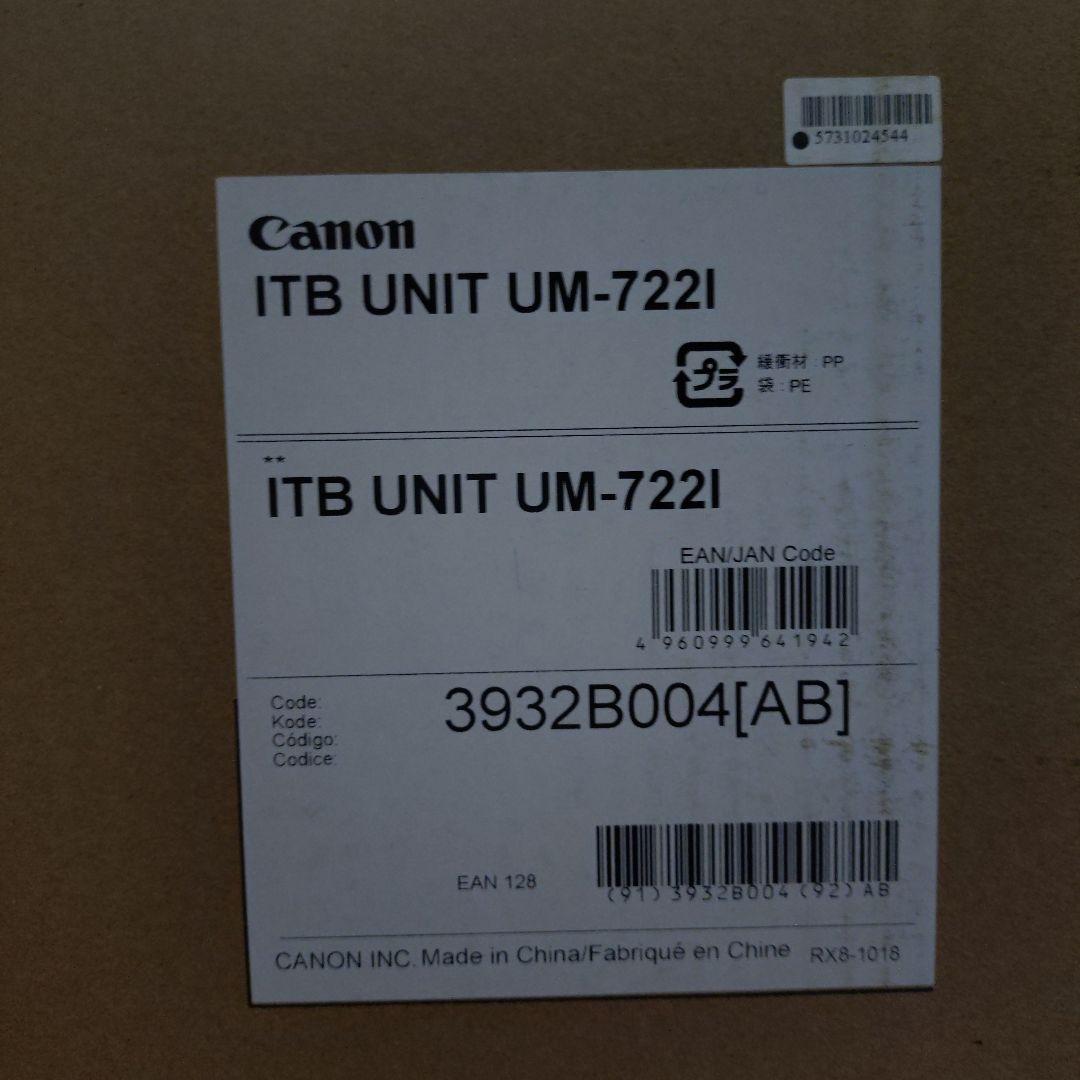 5731024544
Canon
ITB UNIT UM-722I
プラ
緩衝材 : PP
袋 : PE
**
ITB UNIT UM-722I
EAN/JAN Code
4 960999 641942
Code:
Kode:
Código:
Codice:
3932B004[AB]
EAN 128
(91) 3932B004 (92) AB
CANON INC. Made in China/Fabriqué en Chine RX8-1018